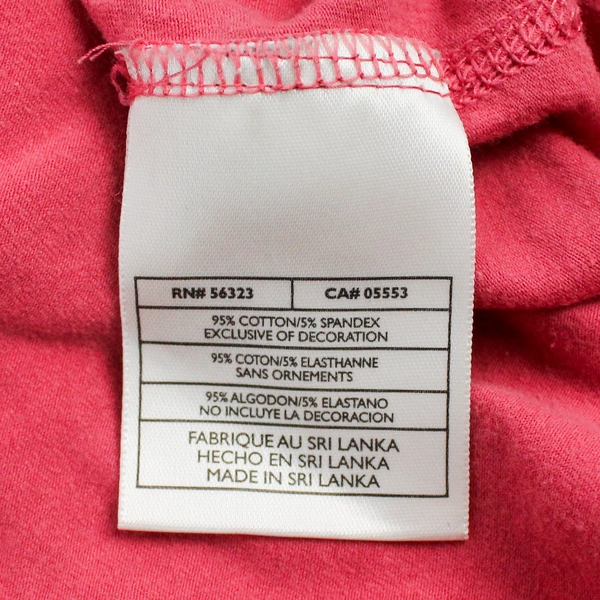 RN# 56323 CA# 05553
95% COTTON/5% SPANDEX
EXCLUSIVE OF DECORATION
95% COTON/5% ELASTHANNE
SANS ORNEMENTS
95% ALGODON/5% ELASTANO
NO INCLUYE LA DECORACION
FABRIQUE AU SRI LANKA
HECHO EN SRI LANKA
MADE IN SRI LANKA